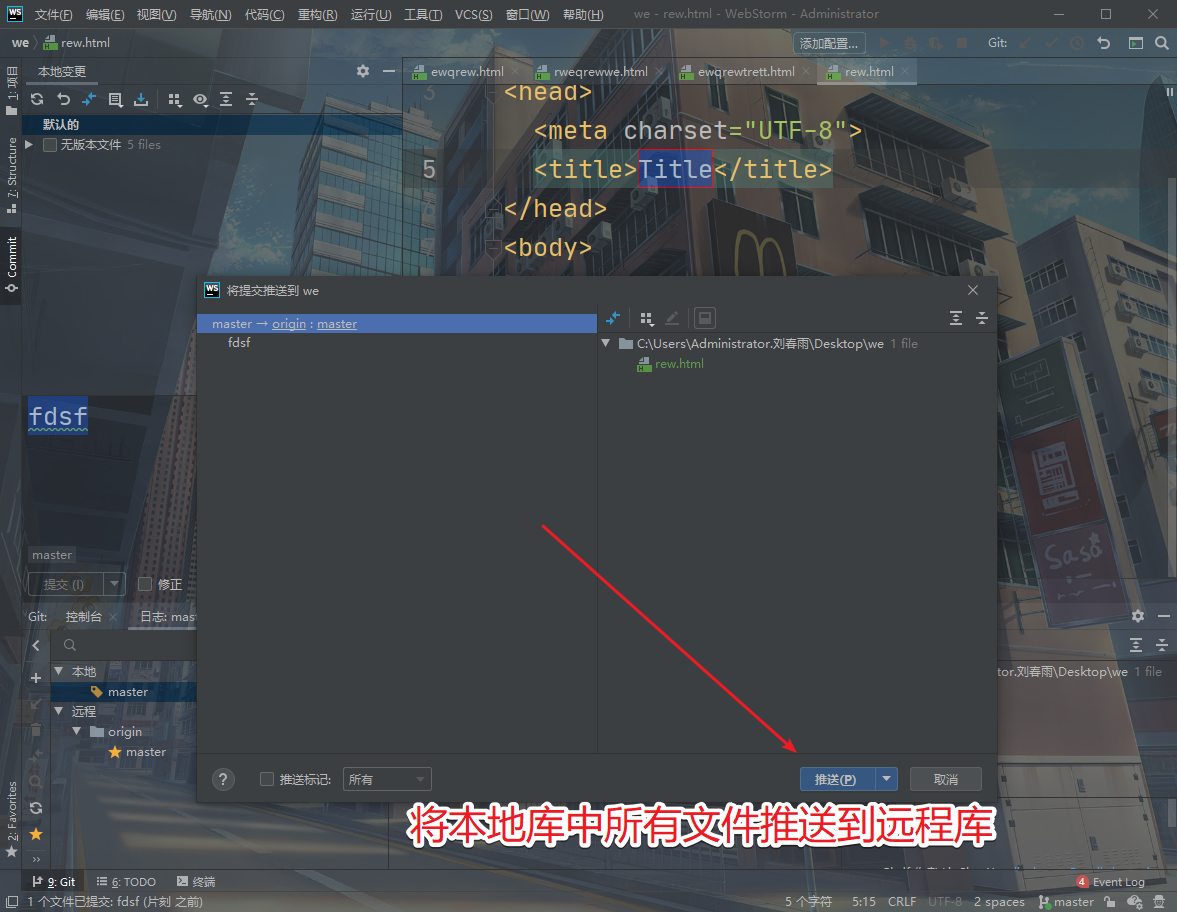 WS 文件(F) 编辑(E) 视图(V) 导航(N) 代码(C) 重构(R) 运行(U) 工具(T) VCS(S) 窗口(W) 帮助(H) we - rew.html - WebStorm - Administrator
we rew.html 添加配置... Git:
1: 项目
本地变更
ewqrew.html rweqrewwe.html ewqrewtrett.html rew.html
默认的
无版本文件 5 files
7: Structure
Commit
3 <head>
<meta charset="UTF-8">
5 <title>Title</title>
</head>
<body>
WS 将提交推送到 we
master → origin : master
fdsf
C:\Users\Administrator.刘春雨\Desktop\we 1 file
rew.html
fdsf
master
提交 (I) 修正
Git: 控制台 日志: mas
本地
master
远程
origin
master
tor.刘春雨\Desktop\we 1 file
Sasa
? 推送标记: 所有 推送(P) 取消
将本地库中所有文件推送到远程库
2: Favorites
9: Git 6: TODO 终端 4 Event Log
1 个文件已提交: fdsf (片刻 之前) 5 个字符 5:15 CRLF UTF-8 2 spaces master